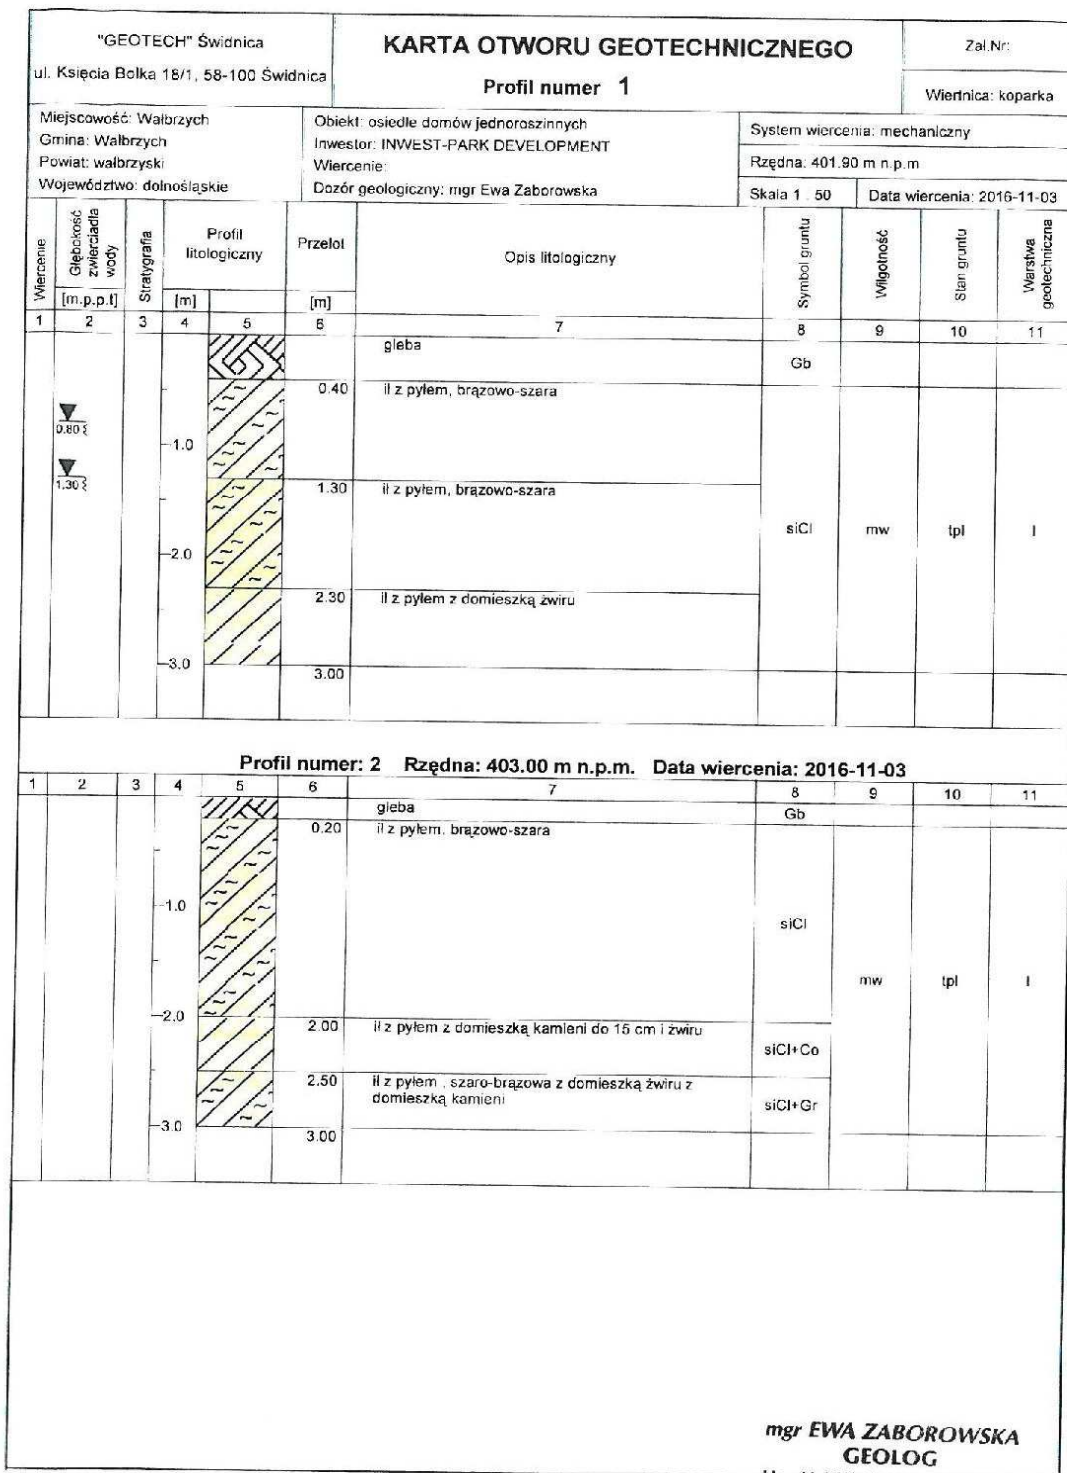 "GEOTECH" Świdnica
ul. Księcia Bolka 18/1, 58-100 Świdnica
KARTA OTWORU GEOTECHNICZNEGO
Profil numer 1
Zał.Nr:
Wiertnica: koparka
Miejscowość: Wałbrzych
Gmina: Wałbrzych
Powiat: wałbrzyski
Województwo: dolnośląskie
Obiekt: osiedle domów jednoroszinnych
Inwestor: INWEST-PARK DEVELOPMENT
Wiercenie:
Dozór geologiczny: mgr Ewa Zaborowska
System wiercenia: mechaniczny
Rzędna: 401.90 m n.p.m
Skala 1 : 50 Data wiercenia: 2016-11-03
Wiercenie
Głębokość zwierciadła wody
[m.p.p.t]
Stratygrafia
Profil litologiczny
[m]
Przelot
[m]
Opis litologiczny
Symbol gruntu
Wilgotność
Stan gruntu
Warstwa geotechniczna
1 2 3 4 5 6 7 8 9 10 11
gleba Gb
0.40 ił z pyłem, brązowo-szara
0.80
1.0
1.30
1.30 ił z pyłem, brązowo-szara
siCl mw tpl I
2.0
2.30 ił z pyłem z domieszką żwiru
3.0
3.00
Profil numer: 2 Rzędna: 403.00 m n.p.m. Data wiercenia: 2016-11-03
1 2 3 4 5 6 7 8 9 10 11
gleba Gb
0.20 ił z pyłem, brązowo-szara
1.0
siCl
mw tpl I
2.0
2.00 ił z pyłem z domieszką kamieni do 15 cm i żwiru
siCl+Co
2.50 ił z pyłem , szaro-brązowa z domieszką żwiru z
domieszką kamieni
siCl+Gr
3.0
3.00
mgr EWA ZABOROWSKA
GEOLOG